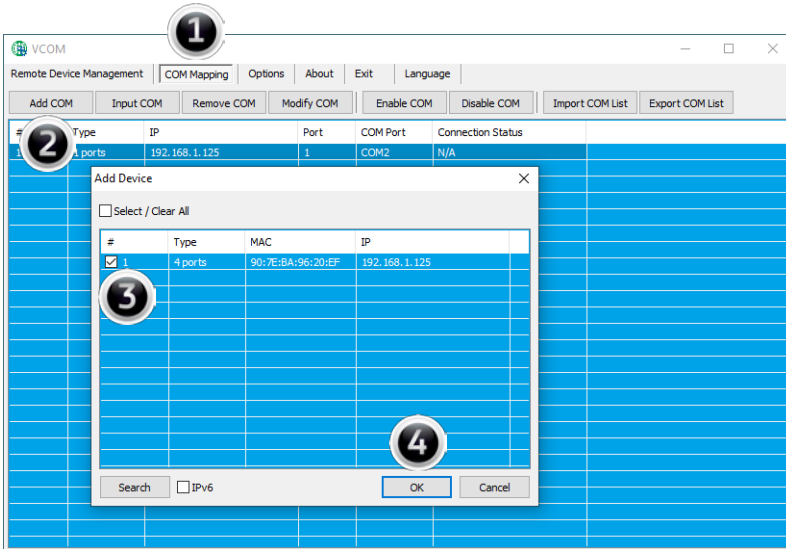 1
VCOM
Remote Device Management COM Mapping Options About Exit Language
Add COM Input COM Remove COM Modify COM Enable COM Disable COM Import COM List Export COM List
# Type IP Port COM Port Connection Status
2
1 1 ports 192.168.1.125 1 COM2 N/A
Add Device
Select / Clear All
# Type MAC IP
1 4 ports 90:7E:BA:96:20:EF 192.168.1.125
3
4
Search IPv6 OK Cancel